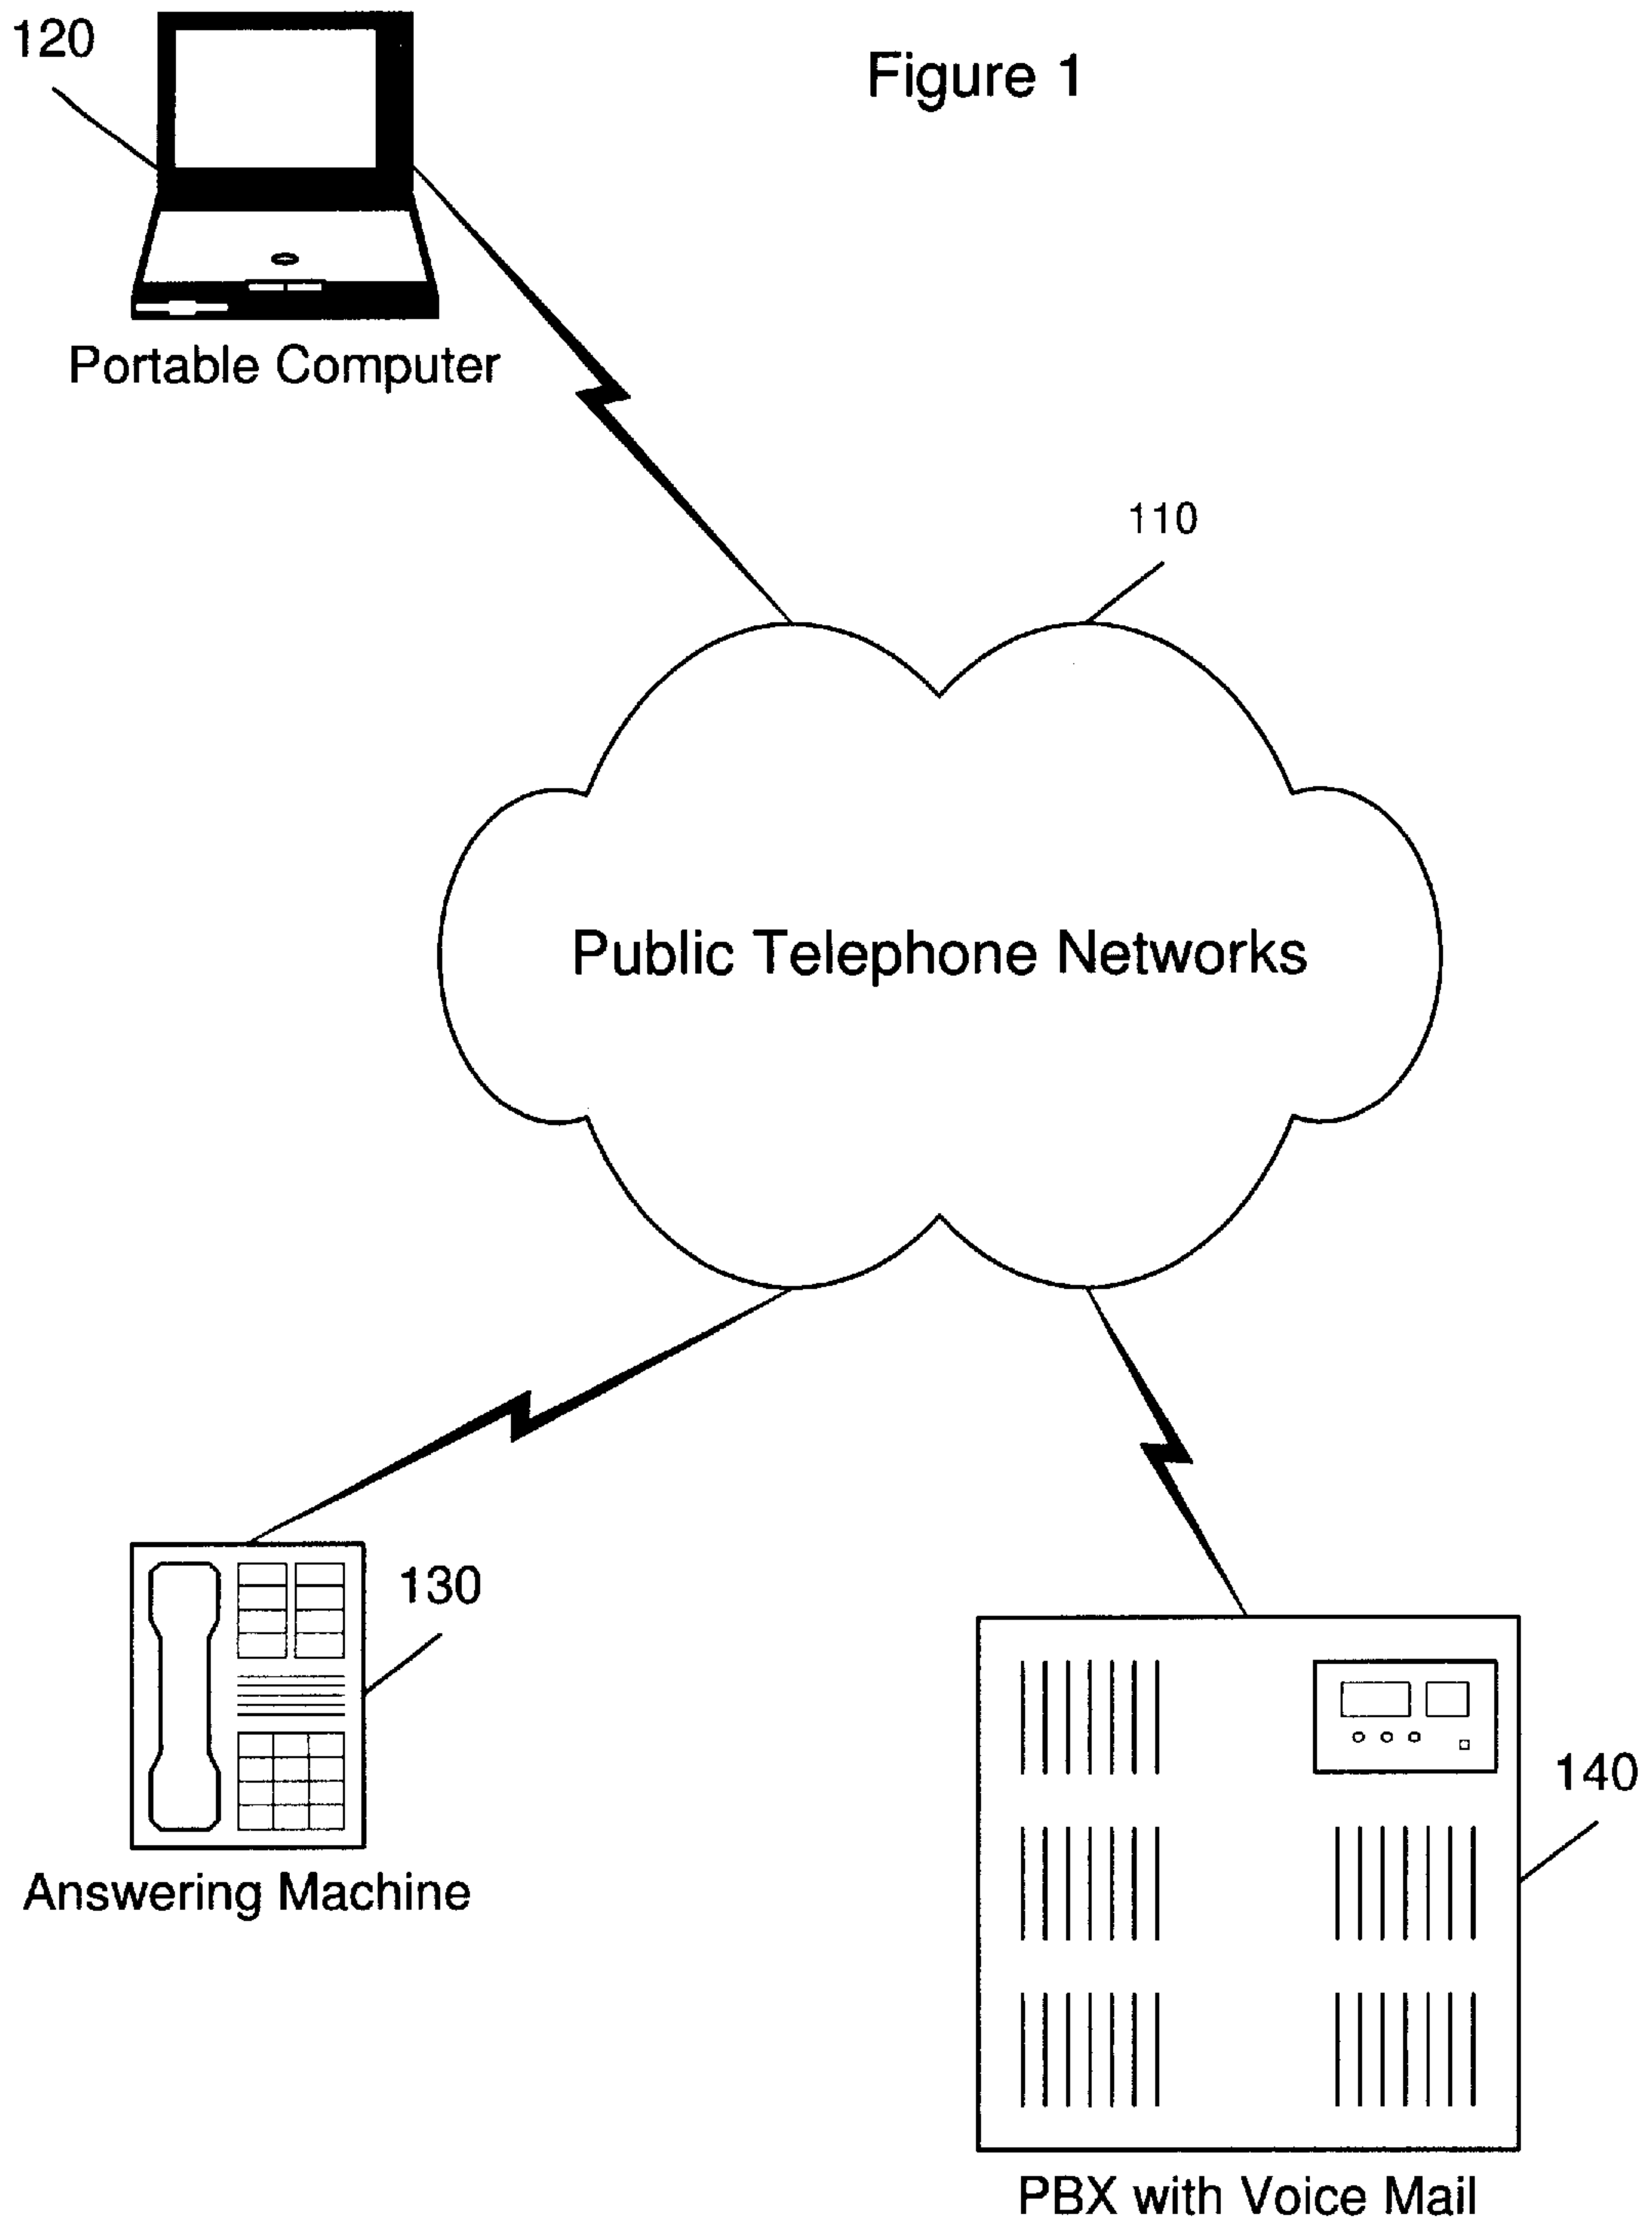 120
Figure 1
Portable Computer
110
Public Telephone Networks
130
Answering Machine
140
PBX with Voice Mail